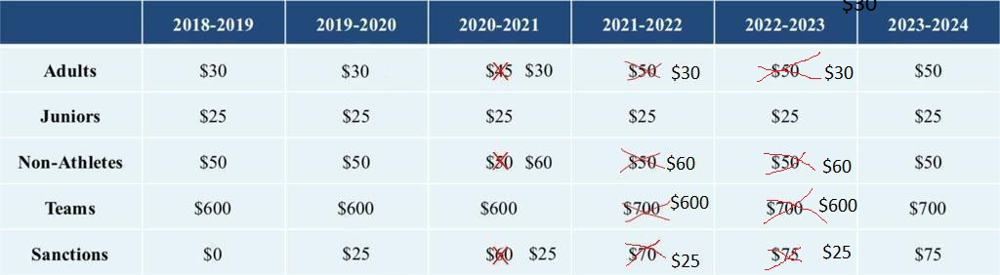 $30
2018-2019 2019-2020 2020-2021 2021-2022 2022-2023 2023-2024
Adults $30 $30 $45 $30 $50 $30 $50 $30 $50
Juniors $25 $25 $25 $25 $25 $25
Non-Athletes $50 $50 $50 $60 $50 $60 $50 $60 $50
Teams $600 $600 $600 $700 $600 $700 $600 $700
Sanctions $0 $25 $60 $25 $70 $25 $75 $25 $75